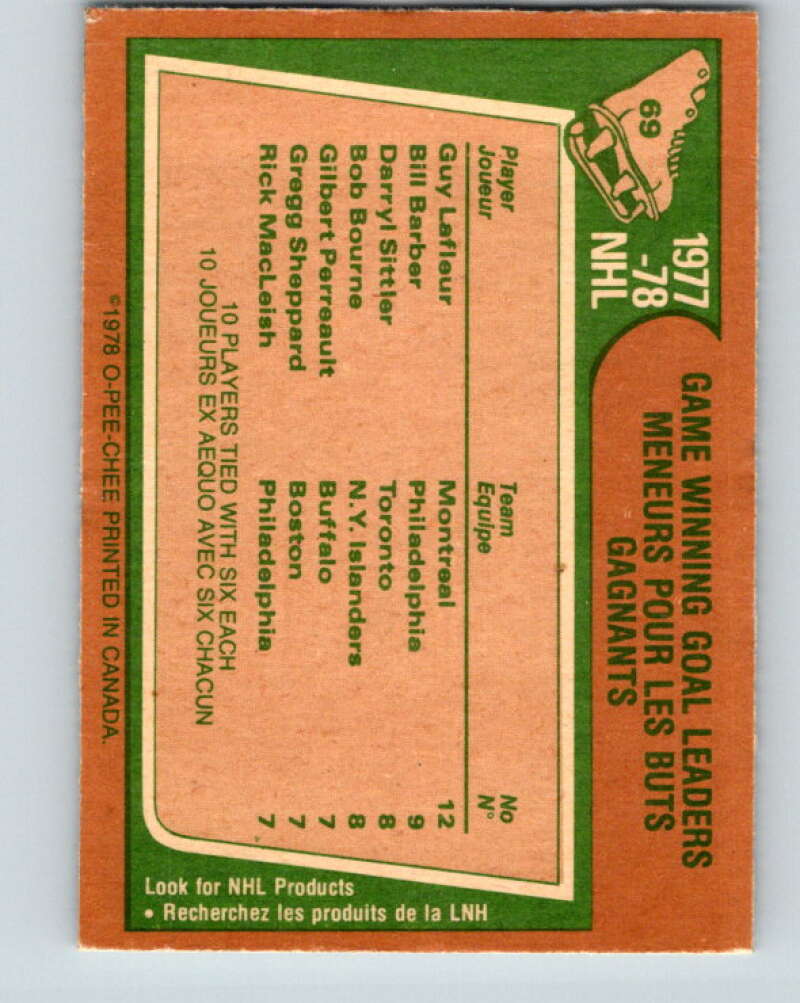 69
1977
-78
NHL
GAME WINNING GOAL LEADERS
MENEURS POUR LES BUTS
GAGNANTS
Player Team No
Joueur Equipe N°
Guy Lafleur Montreal 12
Bill Barber Philadelphia 9
Darryl Sittler Toronto 8
Bob Bourne N.Y. Islanders 8
Gilbert Perreault Buffalo 7
Gregg Sheppard Boston 7
Rick MacLeish Philadelphia 7
10 PLAYERS TIED WITH SIX EACH
10 JOUEURS EX AEQUO AVEC SIX CHACUN
©1978 O-PEE-CHEE PRINTED IN CANADA.
Look for NHL Products
• Recherchez les produits de la LNH